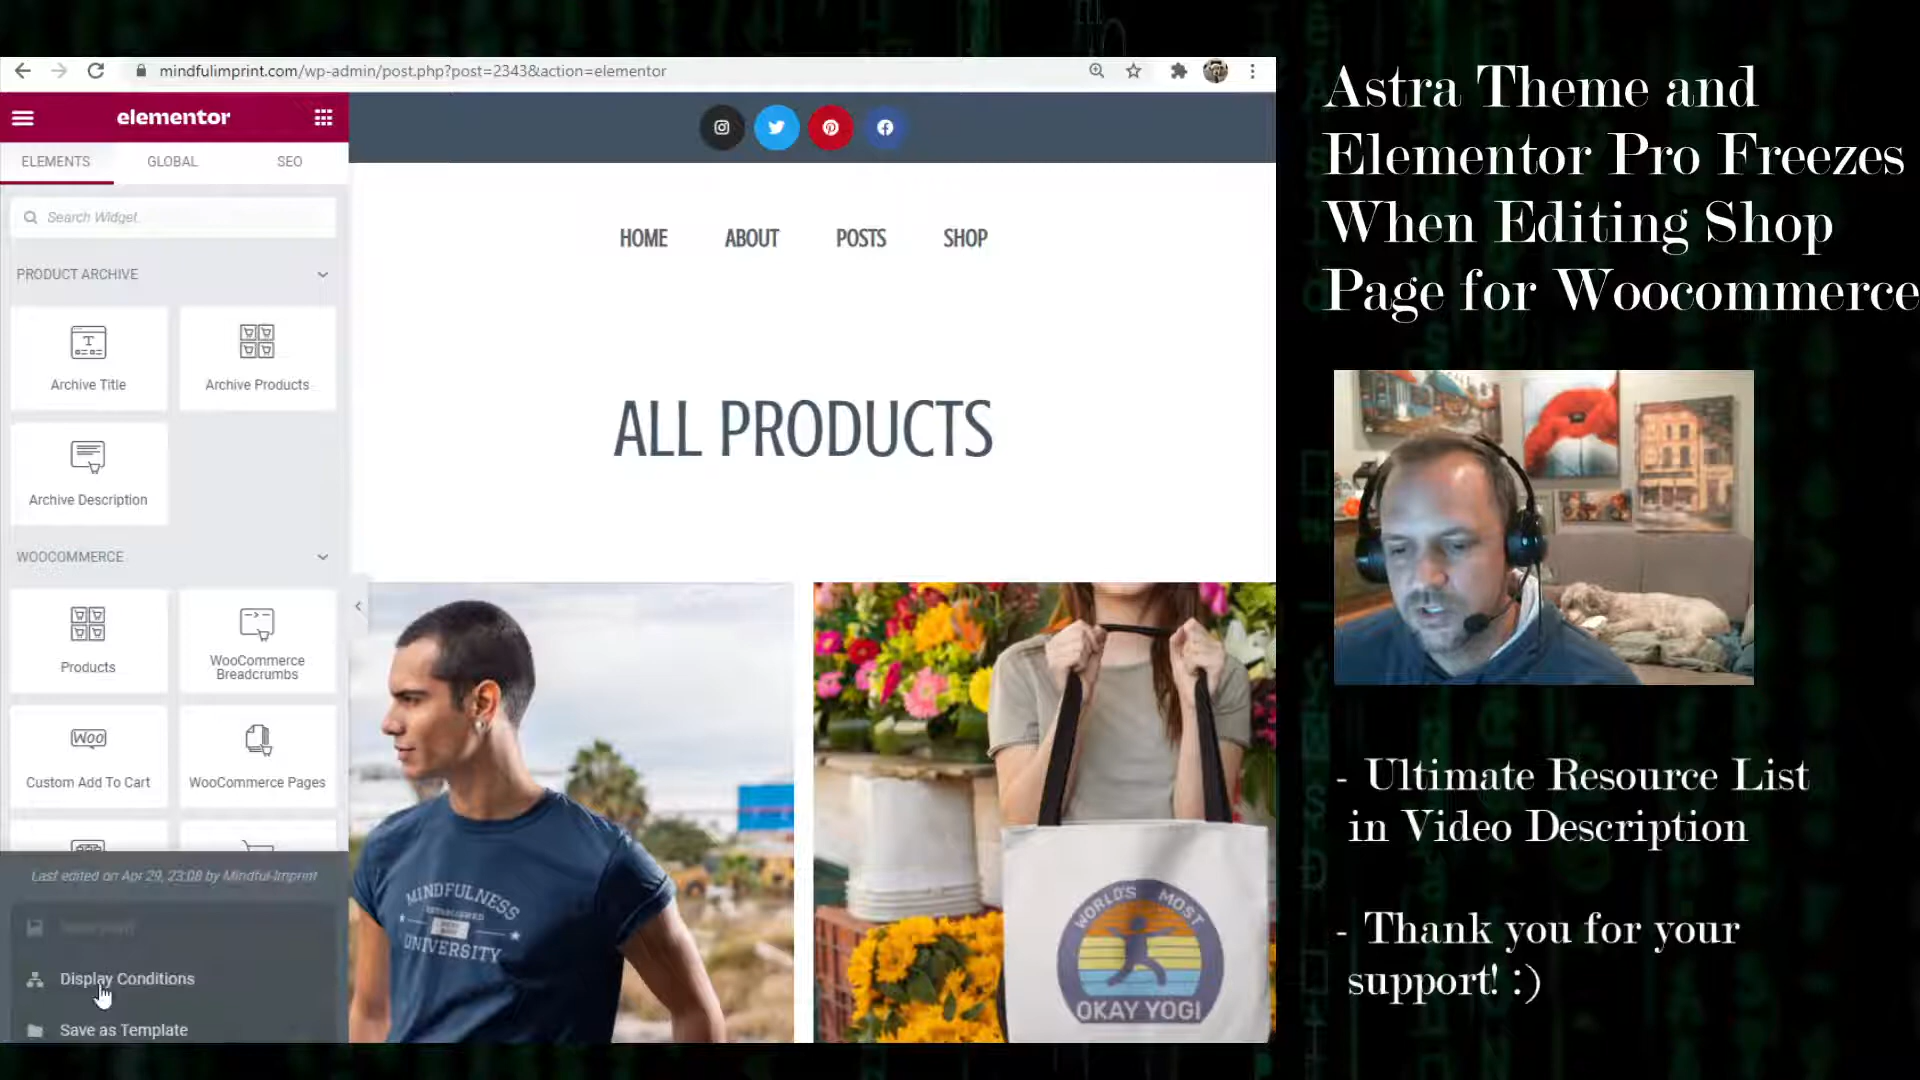 mindfulimprint.com/wp-admin/post.php?post=2343&action=elementor
elementor
ELEMENTS
GLOBAL
SEO
Search Widget
PRODUCT ARCHIVE
Archive Title
Archive Products
Archive Description
WOOCOMMERCE
Products
WooCommerce
Breadcrumbs
WOO
Custom Add To Cart
WooCommerce Pages
Last edited on Apr 29, 23:08 by Mindful-Imprint
Display Conditions
Save as Template
HOME
ABOUT
POSTS
SHOP
ALL PRODUCTS
MINDFULNESS
ESTABLISHED
UNIVERSITY
WORLD'S MOST
OKAY YOGI
Astra Theme and
Elementor Pro Freezes
When Editing Shop
Page for Woocommerce
- Ultimate Resource List
in Video Description
- Thank you for your
support! :)